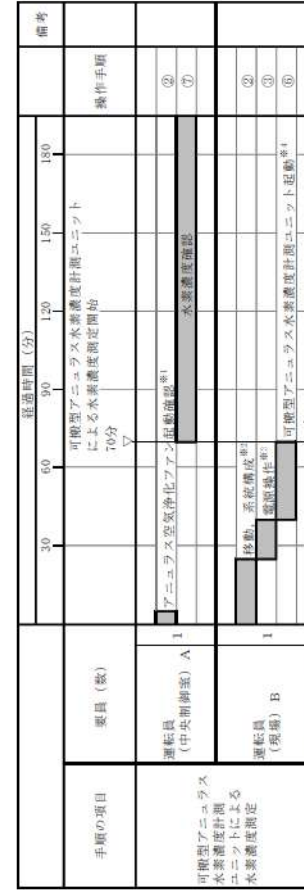 経過時間（分）
備考
30 60 90 120 150 180
手順の項目
要員（数）
操作手順
可搬型アニュラス水素濃度計測ユニット
による水素濃度測定開始
70分
▽
可搬型アニュラス
水素濃度計測
ユニットによる
水素濃度測定
運転員
（中央制御室）A
1
アニュラス空気浄化ファン起動確認※1
②
水素濃度確認
⑦
運転員
（現場）B
1
移動，系統構成※2
②
電源操作※3
③
可搬型アニュラス水素濃度計測ユニット起動※4
⑥